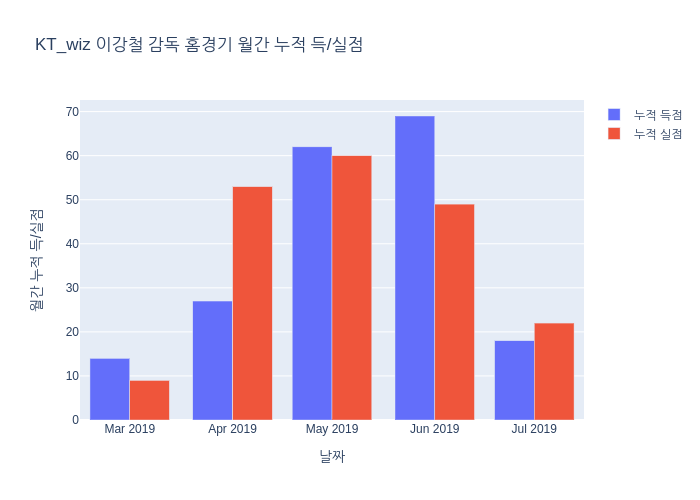 KT_wiz 이강철 감독 홈경기 월간 누적 득/실점
누적 득점
누적 실점
월간 누적 득/실점
70
60
50
40
30
20
10
0
Mar 2019
Apr 2019
May 2019
Jun 2019
Jul 2019
날짜